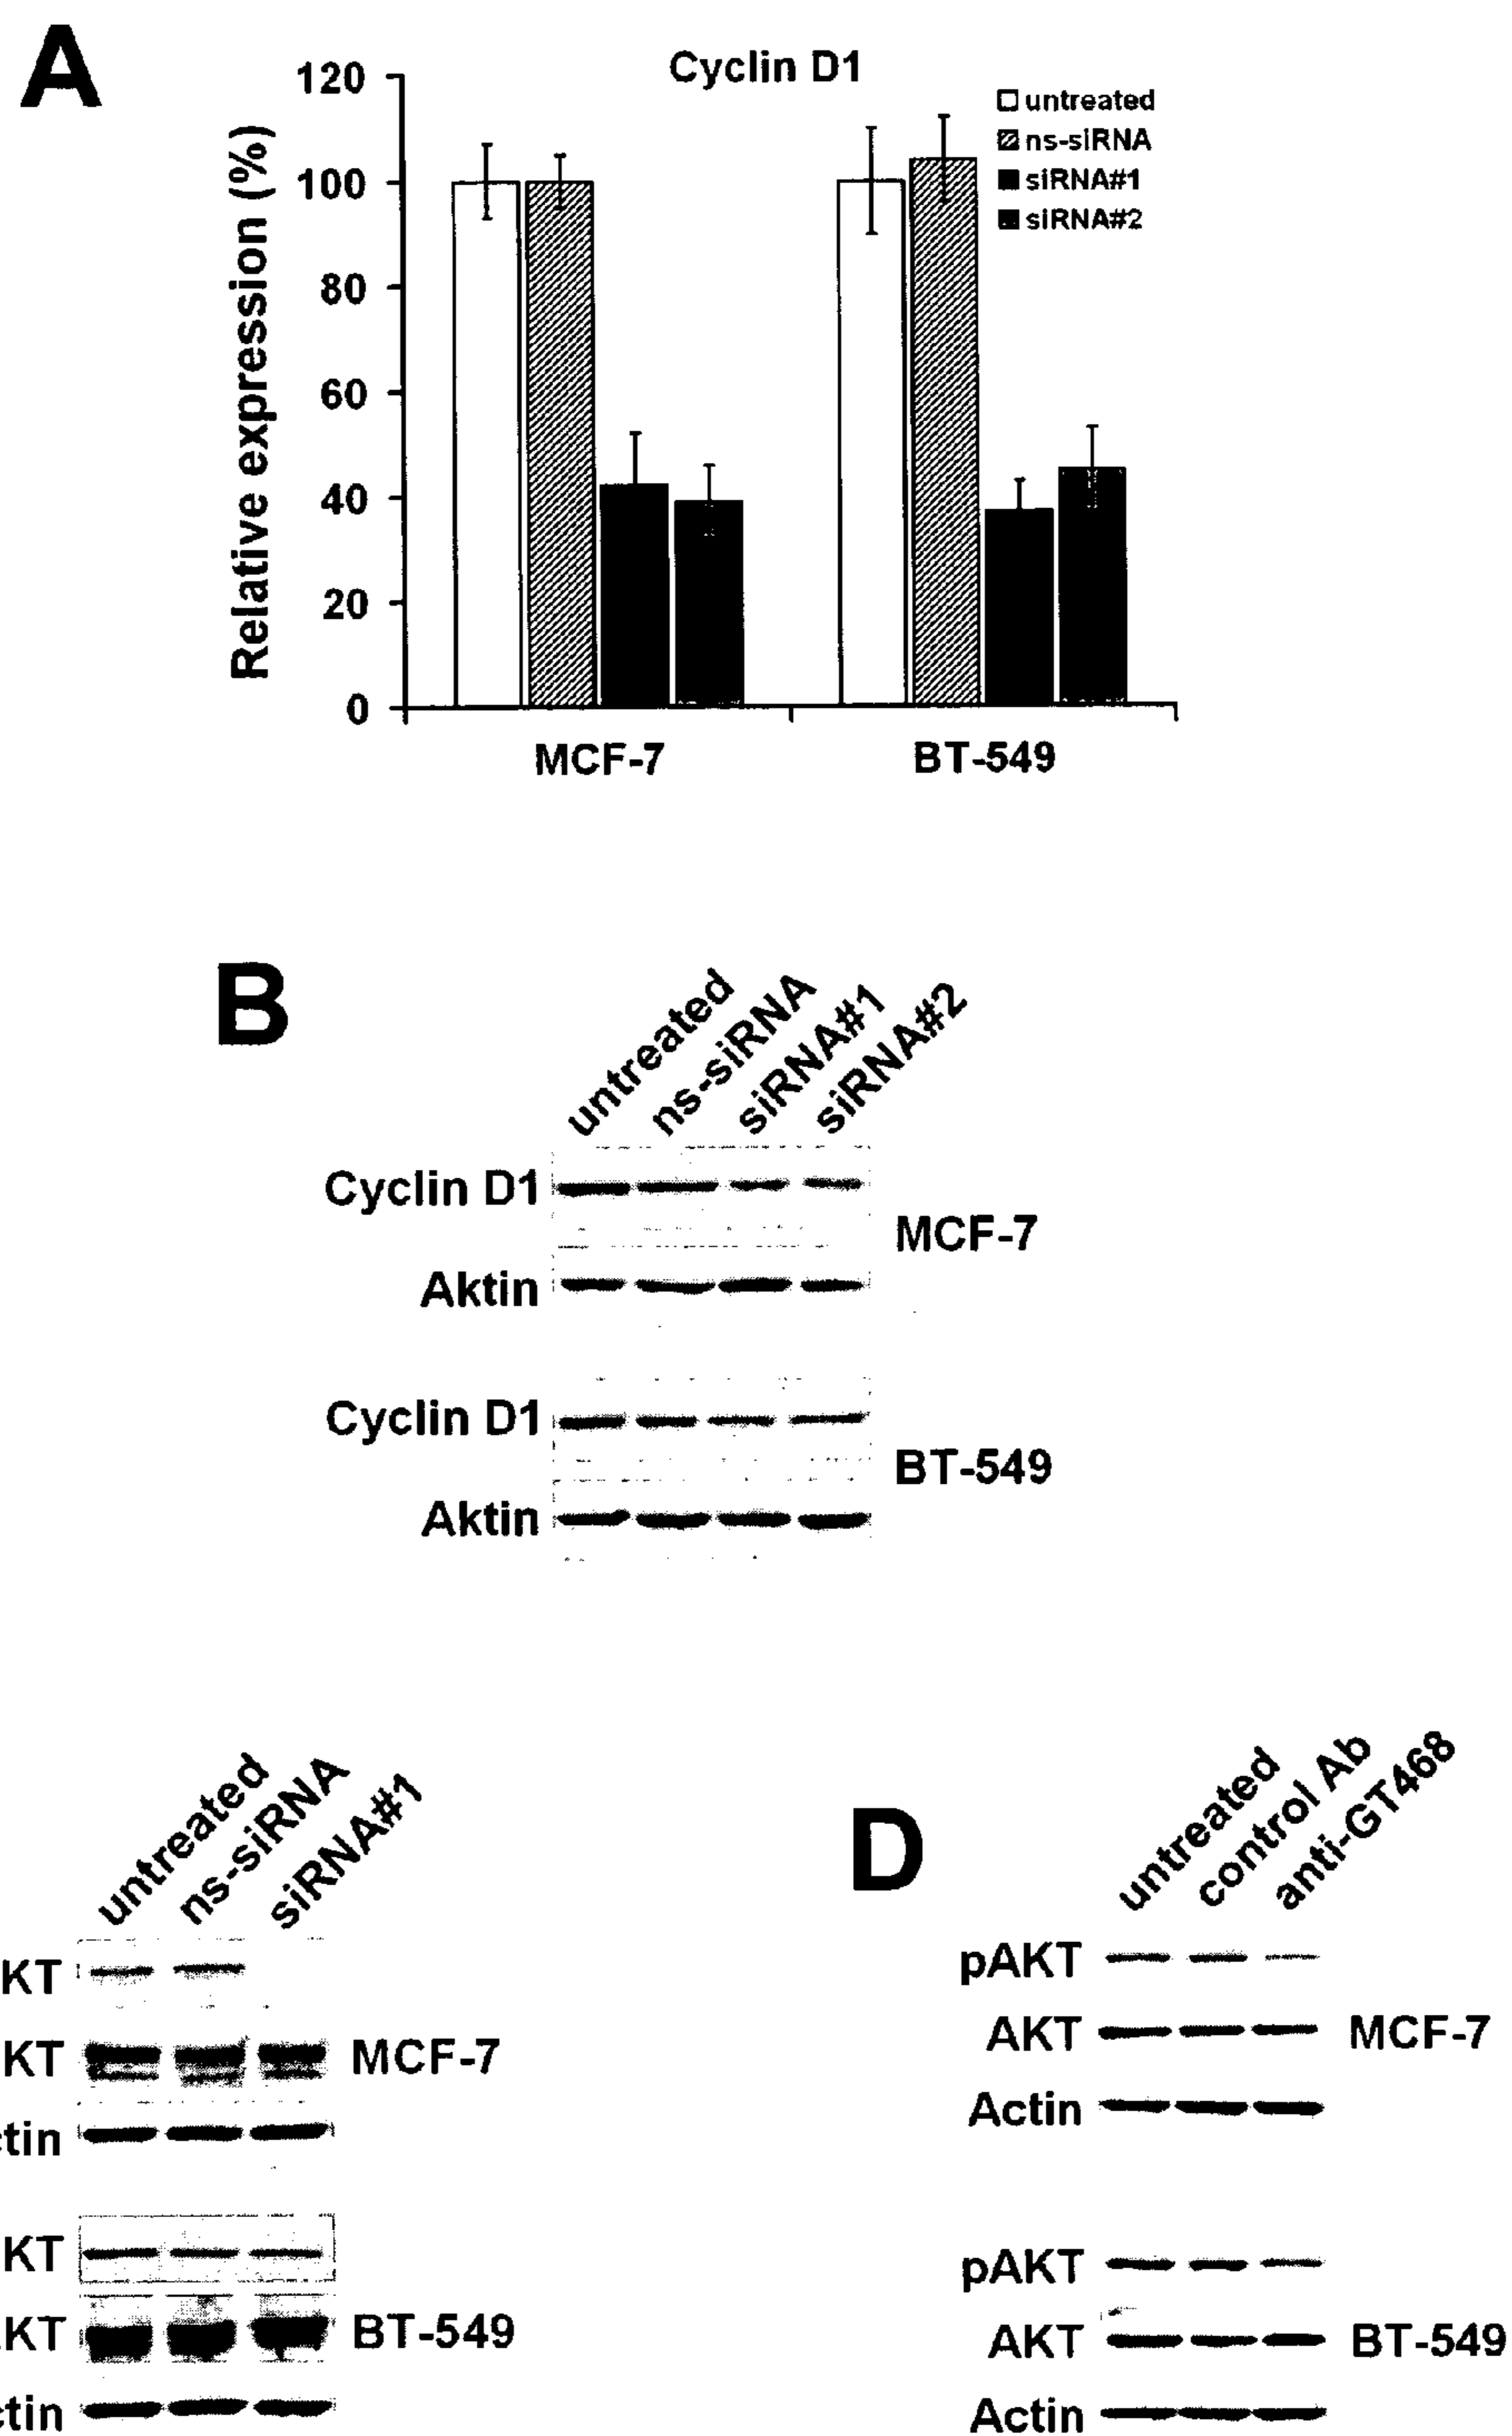 A
Cyclin D1
Relative expression (%)
120
100
80
60
40
20
0
untreated
ns-siRNA
siRNA#1
siRNA#2
MCF-7
BT-549
B
untreated
ns-siRNA
siRNA#1
siRNA#2
Cyclin D1
MCF-7
Aktin
Cyclin D1
BT-549
Aktin
untreated
ns-siRNA
siRNA#1
KT
KT
MCF-7
ctin
KT
KT
BT-549
ctin
D
untreated
control Ab
anti-GT468
pAKT
AKT
MCF-7
Actin
pAKT
AKT
BT-549
Actin